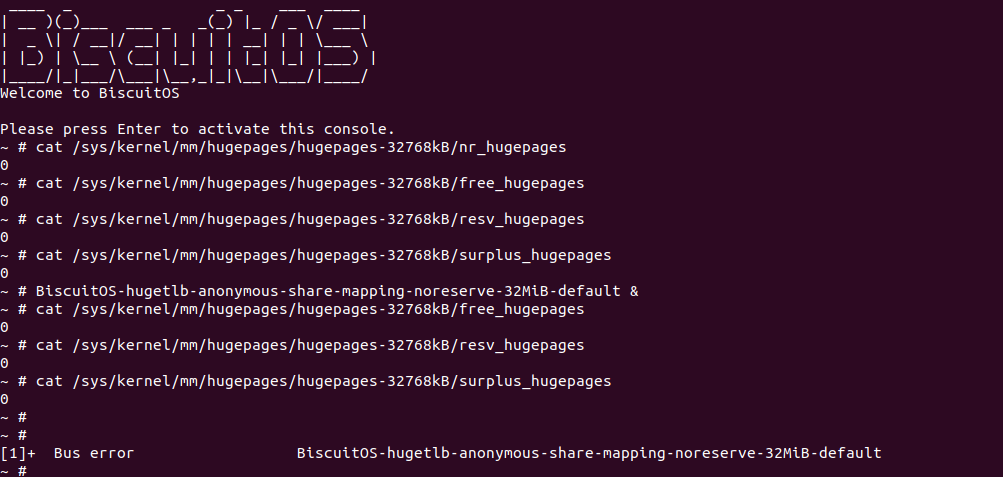 ____  _                _ _    ___  ____
| __ )(_)___  ___ _   _(_) |_ / _ \/ ___|
|  _ \| / __|/ __| | | | | __| | | \___ \
| |_) | \__ \ (__| |_| | | |_| |_| |___) |
|____/|_|___/\___|\__,_|_|\__|\___/|____/
Welcome to BiscuitOS
Please press Enter to activate this console.
~ # cat /sys/kernel/mm/hugepages/hugepages-32768kB/nr_hugepages
0
~ # cat /sys/kernel/mm/hugepages/hugepages-32768kB/free_hugepages
0
~ # cat /sys/kernel/mm/hugepages/hugepages-32768kB/resv_hugepages
0
~ # cat /sys/kernel/mm/hugepages/hugepages-32768kB/surplus_hugepages
0
~ # BiscuitOS-hugetlb-anonymous-share-mapping-noreserve-32MiB-default &
~ # cat /sys/kernel/mm/hugepages/hugepages-32768kB/free_hugepages
0
~ # cat /sys/kernel/mm/hugepages/hugepages-32768kB/resv_hugepages
0
~ # cat /sys/kernel/mm/hugepages/hugepages-32768kB/surplus_hugepages
0
~ #
~ #
[1]+  Bus error                  BiscuitOS-hugetlb-anonymous-share-mapping-noreserve-32MiB-default
~ #